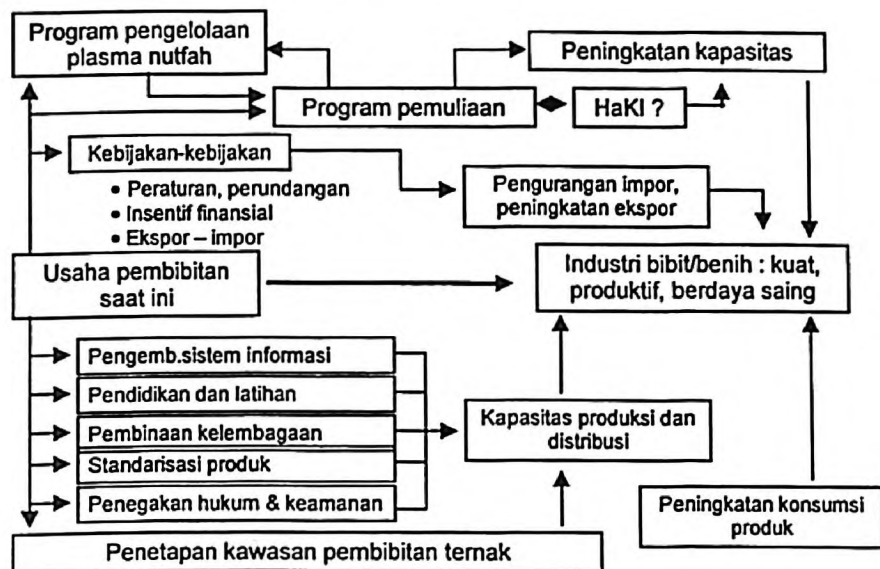 Program pengelolaan
plasma nutfah
Peningkatan kapasitas
Program pemuliaan
HaKI ?
Kebijakan-kebijakan
• Peraturan, perundangan
• Insentif finansial
• Ekspor – impor
Pengurangan impor,
peningkatan ekspor
Usaha pembibitan
saat ini
Industri bibit/benih : kuat,
produktif, berdaya saing
Pengemb.sistem informasi
Pendidikan dan latihan
Pembinaan kelembagaan
Standarisasi produk
Penegakan hukum & keamanan
Kapasitas produksi dan
distribusi
Peningkatan konsumsi
produk
Penetapan kawasan pembibitan ternak